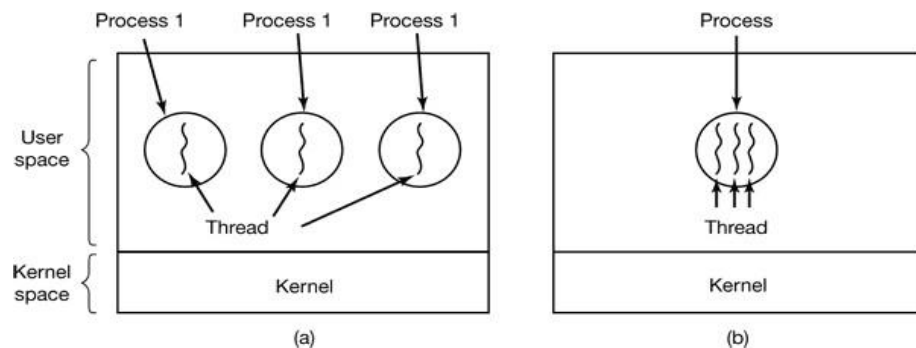 Process 1 Process 1 Process 1 Process
User
space
Thread Thread
Kernel
space
Kernel Kernel
(a) (b)